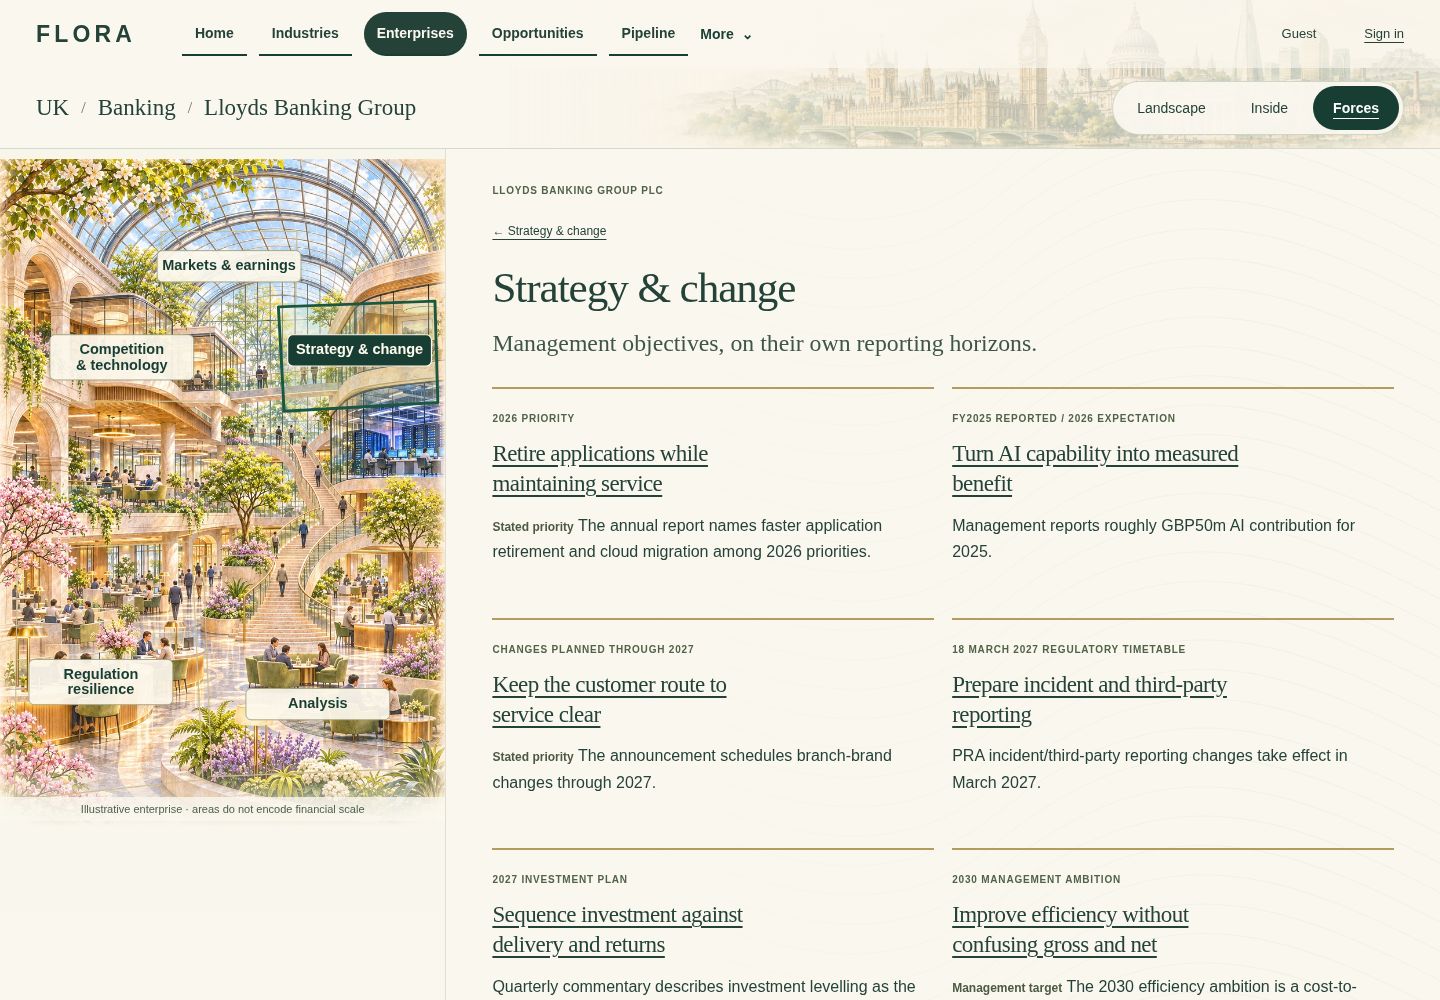 FLORA
Home
Industries
Enterprises
Opportunities
Pipeline
More
Guest
Sign in
UK / Banking / Lloyds Banking Group
Landscape
Inside
Forces
Markets & earnings
Competition
& technology
Strategy & change
Regulation
resilience
Analysis
Illustrative enterprise · areas do not encode financial scale
LLOYDS BANKING GROUP PLC
← Strategy & change
Strategy & change
Management objectives, on their own reporting horizons.
2026 PRIORITY
Retire applications while
maintaining service
Stated priority The annual report names faster application
retirement and cloud migration among 2026 priorities.
FY2025 REPORTED / 2026 EXPECTATION
Turn AI capability into measured
benefit
Management reports roughly GBP50m AI contribution for
2025.
CHANGES PLANNED THROUGH 2027
Keep the customer route to
service clear
Stated priority The announcement schedules branch-brand
changes through 2027.
18 MARCH 2027 REGULATORY TIMETABLE
Prepare incident and third-party
reporting
PRA incident/third-party reporting changes take effect in
March 2027.
2027 INVESTMENT PLAN
Sequence investment against
delivery and returns
Quarterly commentary describes investment levelling as the
2030 MANAGEMENT AMBITION
Improve efficiency without
confusing gross and net
Management target The 2030 efficiency ambition is a cost-to-